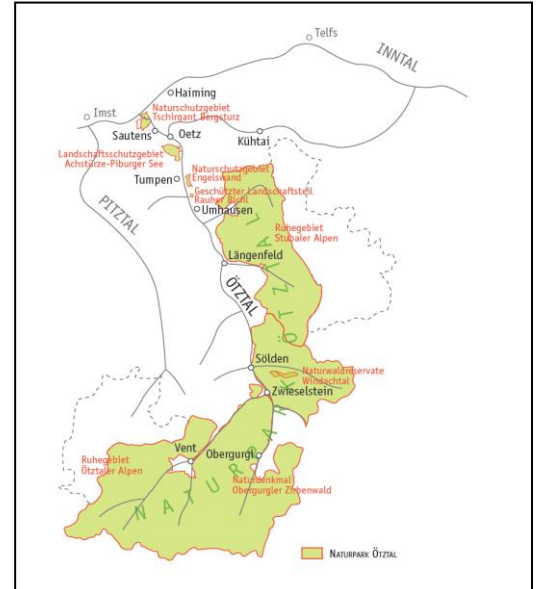 Telfs
INNTAL
Haiming
Imst
Naturschutzgebiet
Tschirgant Bergsturz
Sautens
Oetz
Kühtai
Landschaftsschutzgebiet
Achstürze-Piburger See
Naturschutzgebiet
Engelswand
Tumpen
Geschützter Landschaftsteil
Rauher Bichl
Umhausen
PITZTAL
Ruhegebiet
Stubaier Alpen
Längenfeld
ÖTZTAL
Sölden
Naturwaldreservate
Windachtal
Zwieselstein
Vent
Obergurgl
Ruhegebiet
Ötztaler Alpen
Naturdenkmal
Obergurgler Zirbenwald
NATURPARK ÖTZTAL
NATURPARK ÖTZTAL